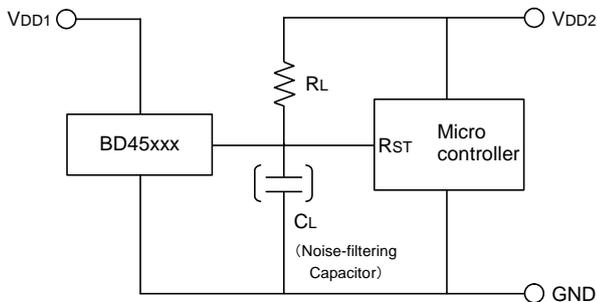 VDD1
VDD2
RL
BD45xxx
RST
Micro
controller
CL
（Noise-filtering
Capacitor）
GND